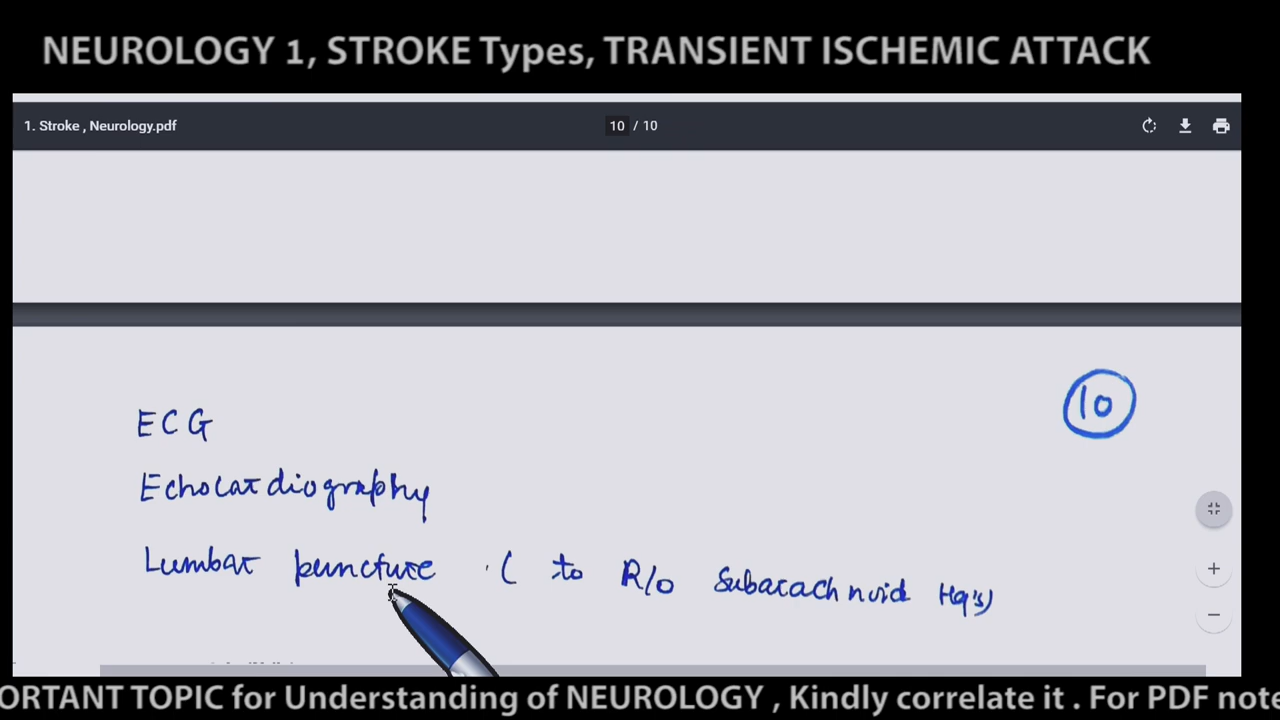 NEUROLOGY 1, STROKE Types, TRANSIENT ISCHEMIC ATTACK
1. Stroke , Neurology.pdf
10 / 10
10
ECG
Echocardiography
Lumbar puncture ( to R/o Subarachnoid Hg's)
ORTANT TOPIC for Understanding of NEUROLOGY , Kindly correlate it . For PDF note